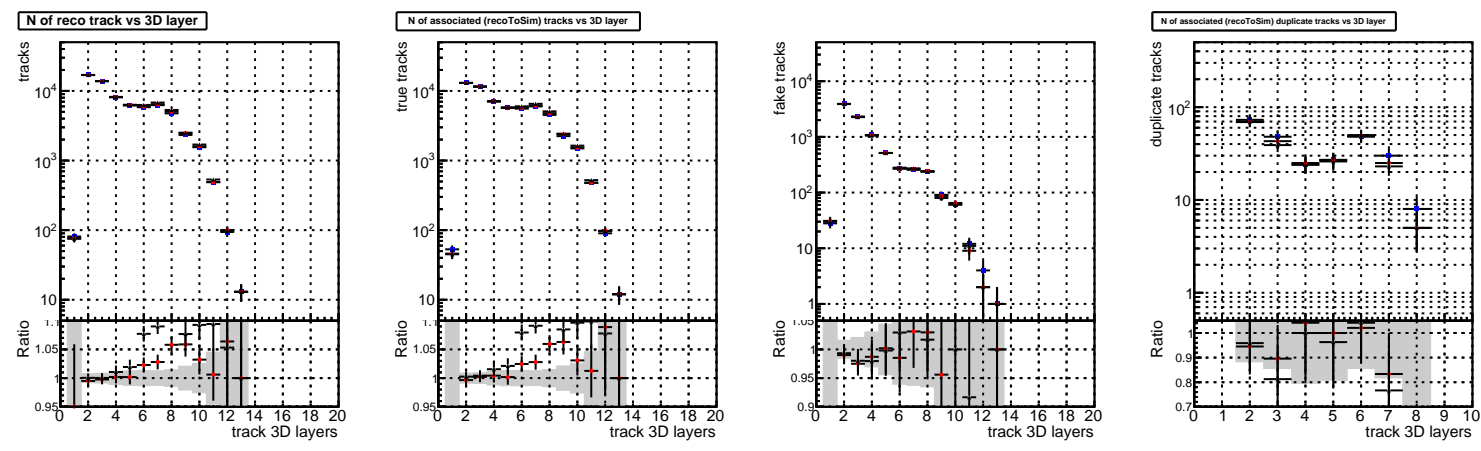 N of reco track vs 3D layer
tracks
10⁴
10³
10²
10
Ratio
1.1
1.05
1
0.95
0 2 4 6 8 10 12 14 16 18 20
track 3D layers
N of associated (recoToSim) tracks vs 3D layer
true tracks
10⁴
10³
10²
10
Ratio
1.1
1.05
1
0.95
0 2 4 6 8 10 12 14 16 18 20
track 3D layers
fake tracks
10⁴
10³
10²
10
1
Ratio
1.05
1
0.95
0.9
0 2 4 6 8 10 12 14 16 18 20
track 3D layers
N of associated (recoToSim) duplicate tracks vs 3D layer
duplicate tracks
10²
10
1
Ratio
1
0.9
0.8
0.7
0 1 2 3 4 5 6 7 8 9 10
track 3D layers